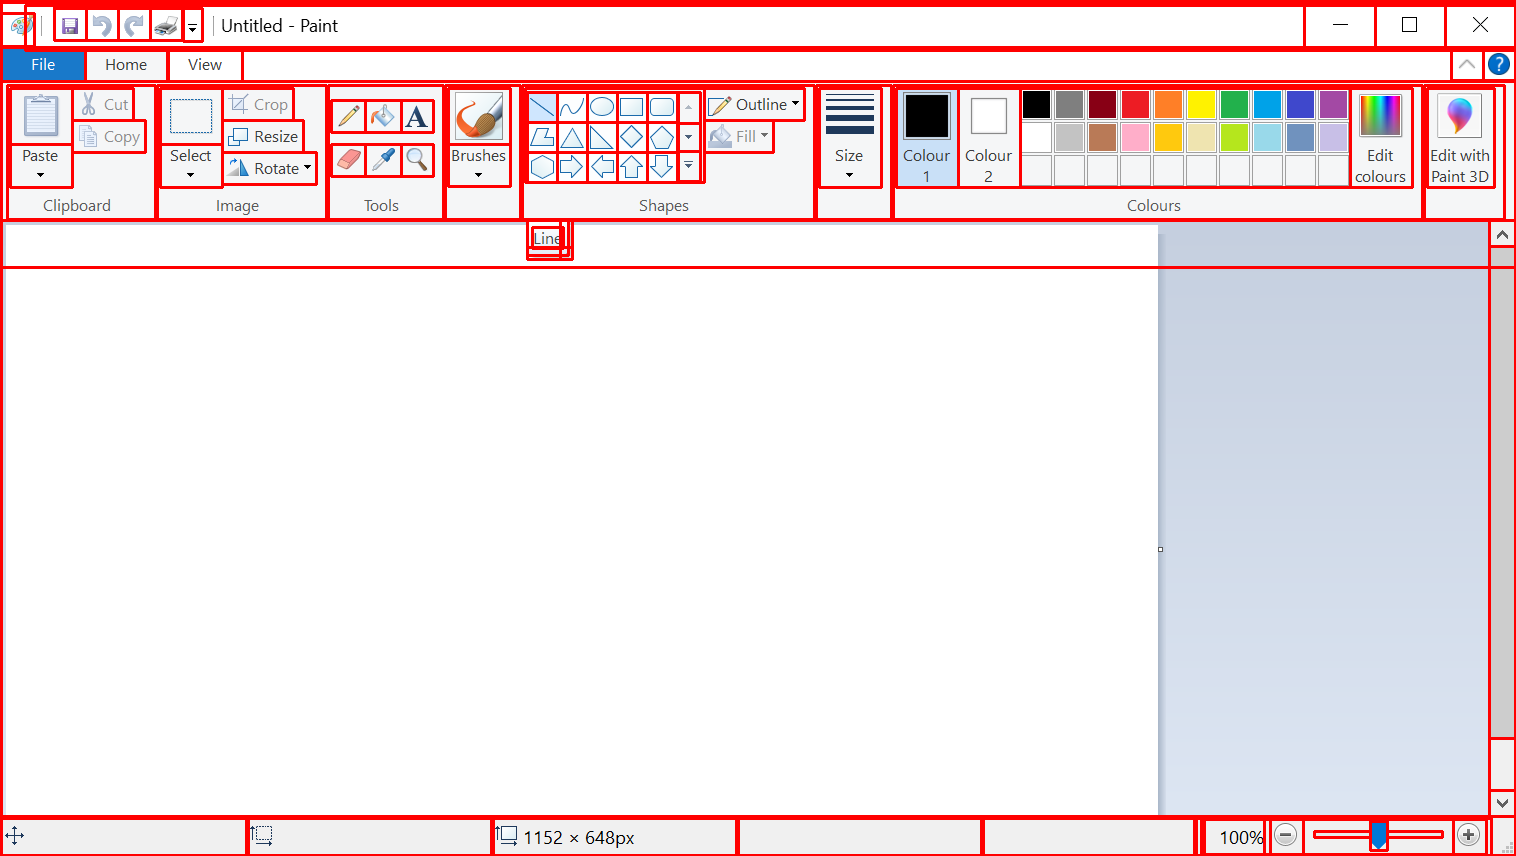 Untitled - Paint
File
Home
View
?
Paste
Cut
Copy
Clipboard
Select
Crop
Resize
Rotate
Image
A
Tools
Brushes
Outline
Fill
Shapes
Size
Colour
1
Colour
2
Edit
colours
Colours
Edit with
Paint 3D
Line
1152 × 648px
100%